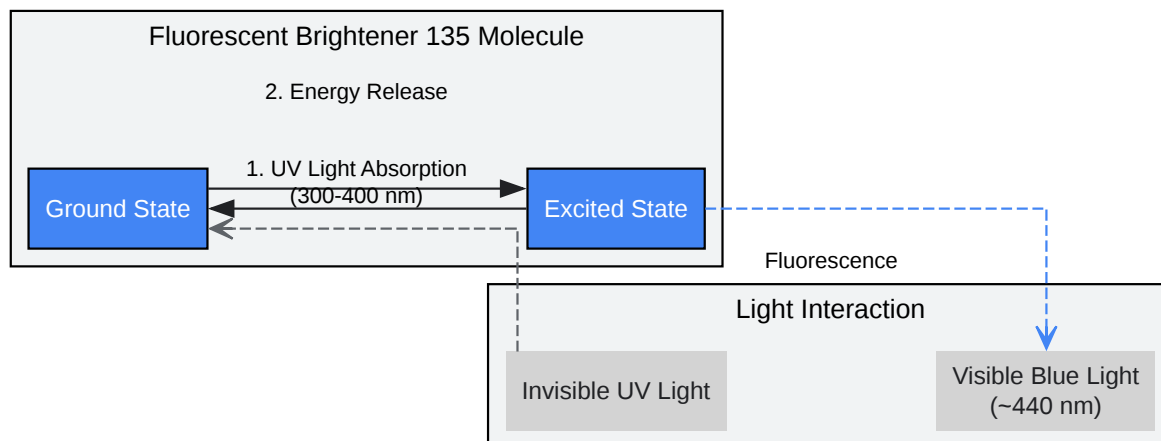 Fluorescent Brightener 135 Molecule
2. Energy Release
1. UV Light Absorption
(300-400 nm)
Ground State
Excited State
Fluorescence
Light Interaction
Invisible UV Light
Visible Blue Light
(~440 nm)